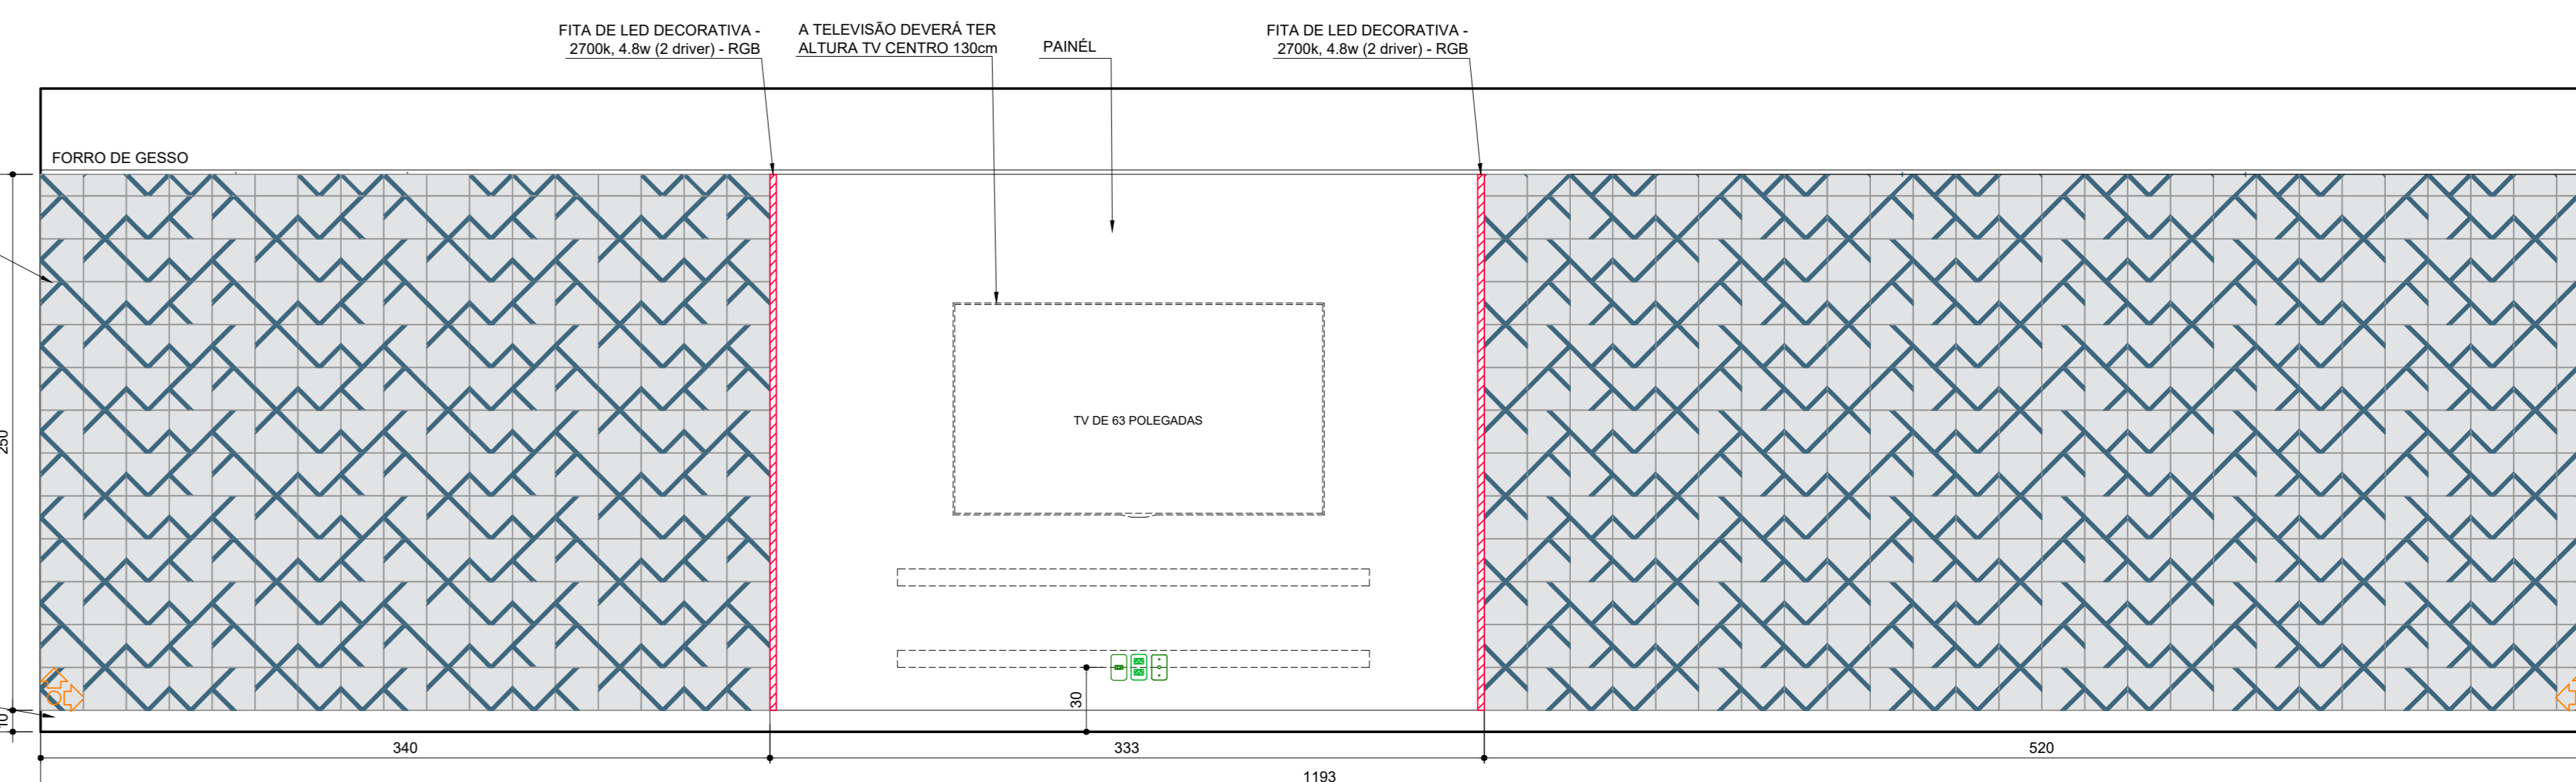 FITA DE LED DECORATIVA -
2700k, 4.8w (2 driver) - RGB
A TELEVISÃO DEVERÁ TER
ALTURA TV CENTRO 130cm
PAINÉL
FITA DE LED DECORATIVA -
2700k, 4.8w (2 driver) - RGB
FORRO DE GESSO
250
TV DE 63 POLEGADAS
30
10
340
333
520
1193